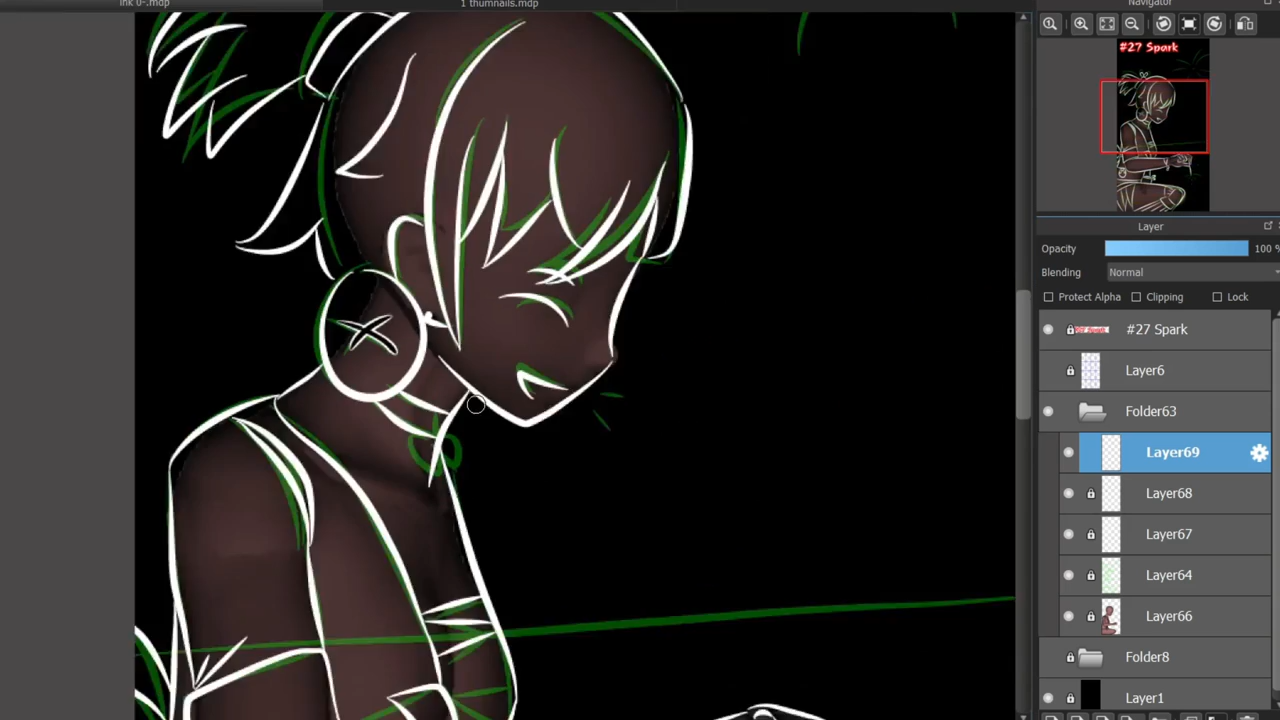 ink 0-.mdp
1 thumnails.mdp
Navigator
#27 Spark
Layer
Opacity
100 %
Blending
Normal
Protect Alpha
Clipping
Lock
#27 Spark
Layer6
Folder63
Layer69
Layer68
Layer67
Layer64
Layer66
Folder8
Layer1